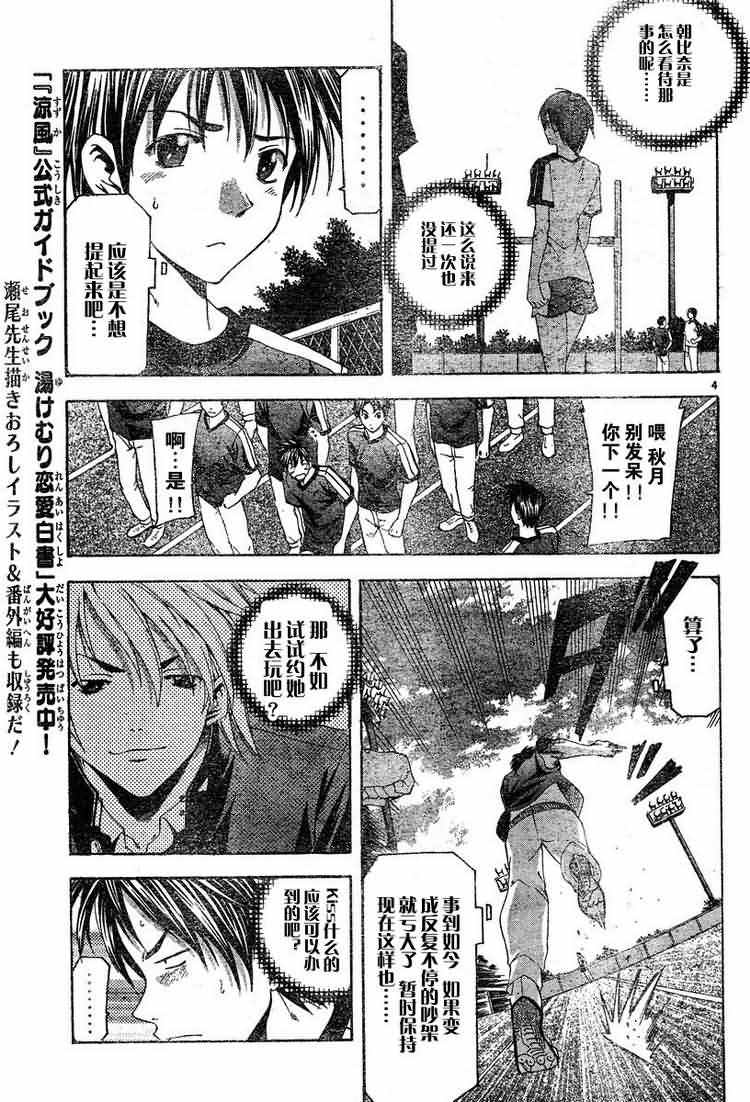 朝比奈是
怎么看待那
事的呢……
这么说来
还一次也
没提过
………
应该是不想
提起来吧…
4
喂 秋月
别发呆!!
你下一个!!
啊…是!!
算了…
事到如今 如果变
成反复不停的吵架
就亏大了 暂时保持
现在这样也……
那 不如
试试约她
出去玩吧?
Kiss什么的
应该可以办
到的吧?
……
「『涼風』公式ガイドブック 湯けむり恋愛白書」大好評発売中!
瀬尾先生描きおろしイラスト&番外編も収録だ!